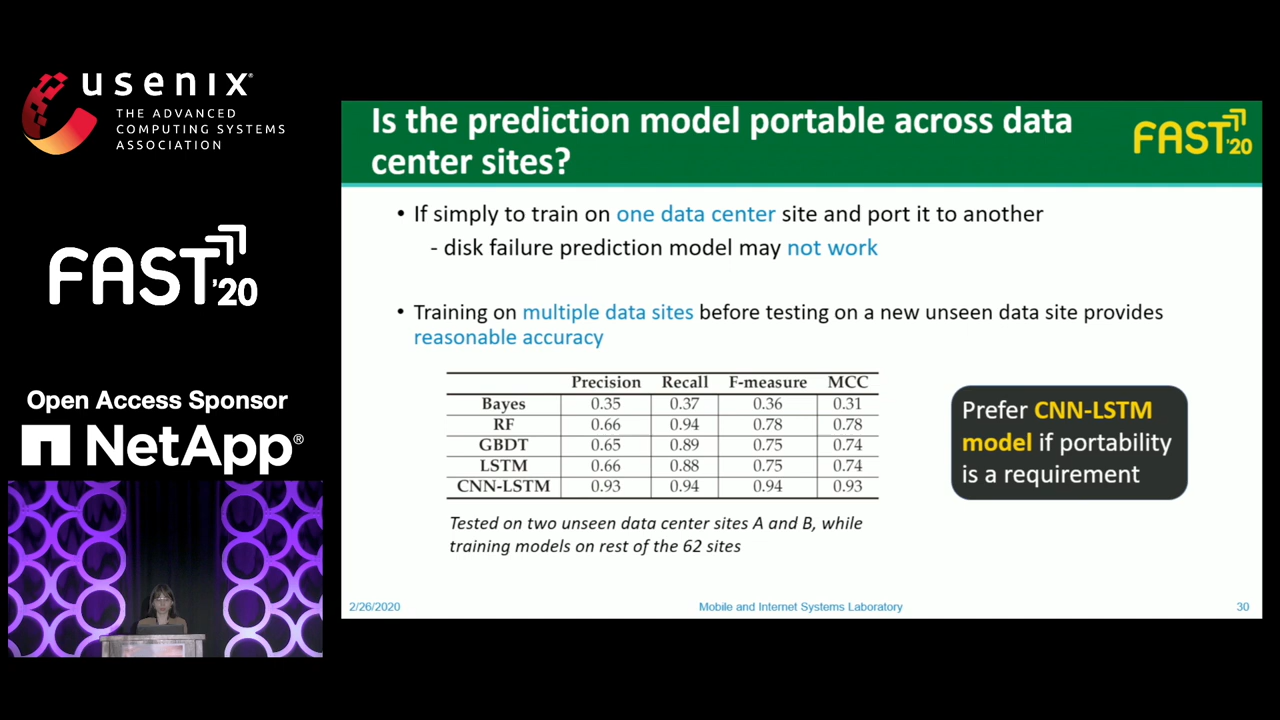 usenix®
THE ADVANCED
COMPUTING SYSTEMS
ASSOCIATION
FAST'20
Open Access Sponsor
NetApp®
Is the prediction model portable across data
center sites?
FAST'20
• If simply to train on one data center site and port it to another
- disk failure prediction model may not work
• Training on multiple data sites before testing on a new unseen data site provides
reasonable accuracy
Precision Recall F-measure MCC
Bayes 0.35 0.37 0.36 0.31
RF 0.66 0.94 0.78 0.78
GBDT 0.65 0.89 0.75 0.74
LSTM 0.66 0.88 0.75 0.74
CNN-LSTM 0.93 0.94 0.94 0.93
Tested on two unseen data center sites A and B, while
training models on rest of the 62 sites
Prefer CNN-LSTM
model if portability
is a requirement
2/26/2020 Mobile and Internet Systems Laboratory 30